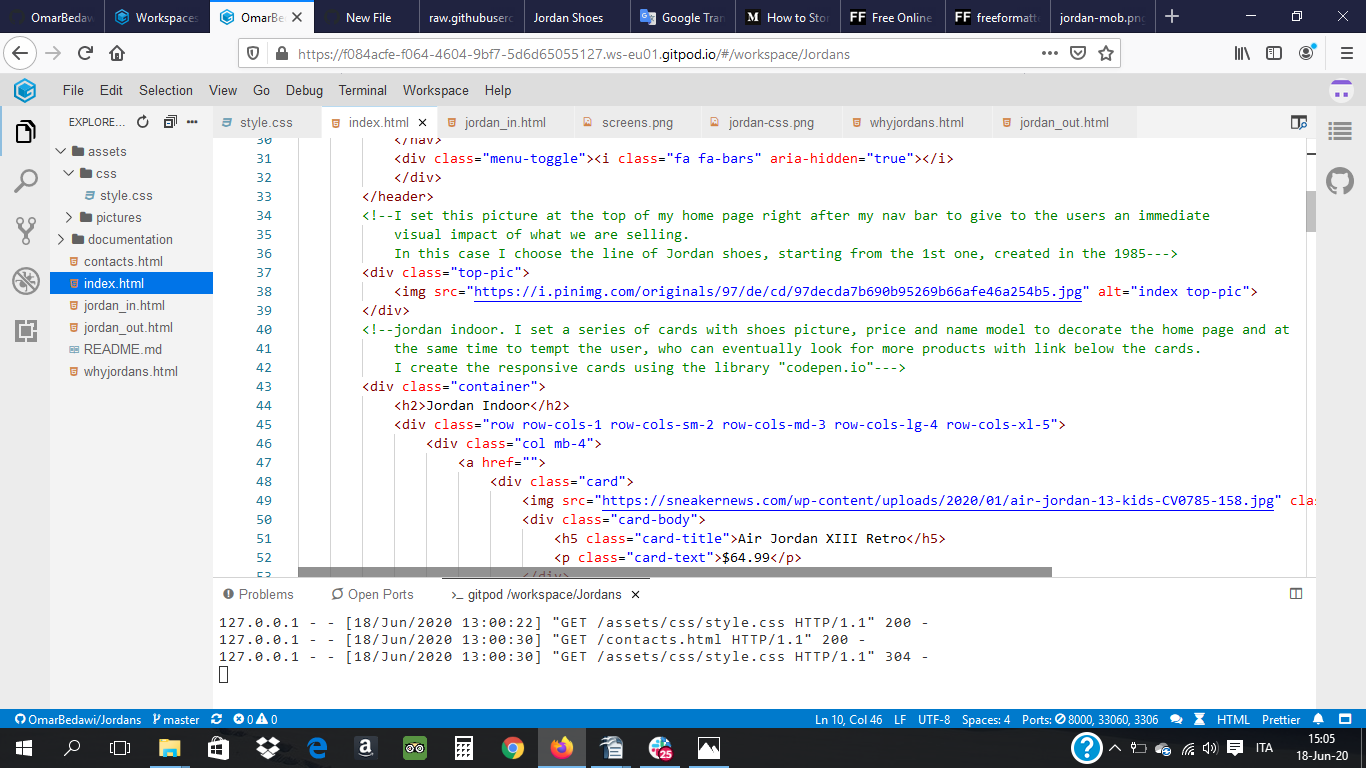 OmarBedaw
Workspaces
OmarBe
New File
raw.githubuserc
Jordan Shoes
Google Tran
How to Stor
FF Free Online
FF freeformatte
jordan-mob.png
https://f084acfe-f064-4604-9bf7-5d6d65055127.ws-eu01.gitpod.io/#/workspace/Jordans
File Edit Selection View Go Debug Terminal Workspace Help
EXPLORE...
style.css
index.html
jordan_in.html
screens.png
jordan-css.png
whyjordans.html
jordan_out.html
assets
css
style.css
pictures
documentation
contacts.html
index.html
jordan_in.html
jordan_out.html
README.md
whyjordans.html
30 </nav>
31 <div class="menu-toggle"><i class="fa fa-bars" aria-hidden="true"></i>
32 </div>
33 </header>
34 <!--I set this picture at the top of my home page right after my nav bar to give to the users an immediate
35 visual impact of what we are selling.
36 In this case I choose the line of Jordan shoes, starting from the 1st one, created in the 1985--->
37 <div class="top-pic">
38 <img src="https://i.pinimg.com/originals/97/de/cd/97decda7b690b95269b66afe46a254b5.jpg" alt="index top-pic">
39 </div>
40 <!--jordan indoor. I set a series of cards with shoes picture, price and name model to decorate the home page and at
41 the same time to tempt the user, who can eventually look for more products with link below the cards.
42 I create the responsive cards using the library "codepen.io"--->
43 <div class="container">
44 <h2>Jordan Indoor</h2>
45 <div class="row row-cols-1 row-cols-sm-2 row-cols-md-3 row-cols-lg-4 row-cols-xl-5">
46 <div class="col mb-4">
47 <a href="">
48 <div class="card">
49 <img src="https://sneakernews.com/wp-content/uploads/2020/01/air-jordan-13-kids-CV0785-158.jpg" clas
50 <div class="card-body">
51 <h5 class="card-title">Air Jordan XIII Retro</h5>
52 <p class="card-text">$64.99</p>
53 </div>
Problems
Open Ports
>_ gitpod /workspace/Jordans
127.0.0.1 - - [18/Jun/2020 13:00:22] "GET /assets/css/style.css HTTP/1.1" 200 -
127.0.0.1 - - [18/Jun/2020 13:00:30] "GET /contacts.html HTTP/1.1" 200 -
127.0.0.1 - - [18/Jun/2020 13:00:30] "GET /assets/css/style.css HTTP/1.1" 304 -
OmarBedawi/Jordans master 0 0 Ln 10, Col 46 LF UTF-8 Spaces: 4 Ports: 8000, 33060, 3306 HTML Prettier
25
ITA
15:05
18-Jun-20